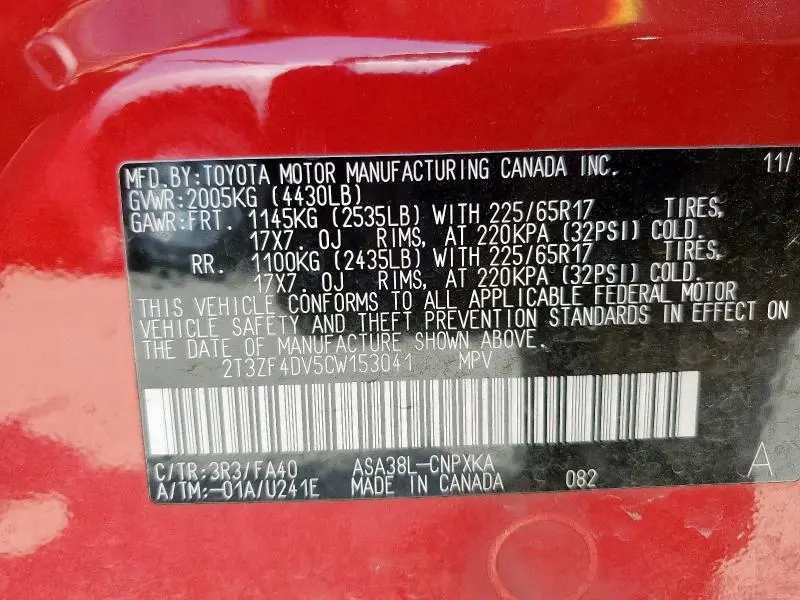 MFD.BY:TOYOTA MOTOR MANUFACTURING CANADA INC. 11/
GVWR:2005KG (4430LB)
GAWR:FRT. 1145KG (2535LB) WITH 225/65R17 TIRES,
17X7. 0J RIMS, AT 220KPA (32PSI) COLD.
RR. 1100KG (2435LB) WITH 225/65R17 TIRES,
17X7. 0J RIMS, AT 220KPA (32PSI) COLD.
THIS VEHICLE CONFORMS TO ALL APPLICABLE FEDERAL MOTOR
VEHICLE SAFETY AND THEFT PREVENTION STANDARDS IN EFFECT ON
THE DATE OF MANUFACTURE SHOWN ABOVE.
2T3ZF4DV5CW153041 MPV
C/TR:3R3/FA40 ASA38L-CNPXKA
A/TM:-01A/U241E MADE IN CANADA 082 A